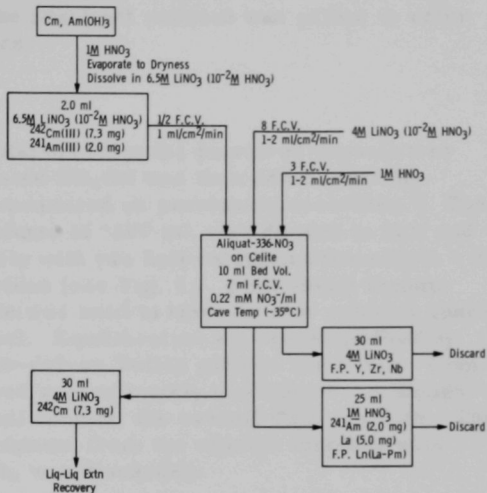 Cm, Am(OH)3
1M HNO3
Evaporate to Dryness
Dissolve in 6.5M LiNO3 (10-2M HNO3)
2.0 ml
6.5M LiNO3 (10-2M HNO3)
242Cm(III) (7.3 mg)
241Am(III) (2.0 mg)
1/2 F.C.V.
1 ml/cm2/min
8 F.C.V.
1-2 ml/cm2/min
4M LiNO3 (10-2M HNO3)
3 F.C.V.
1-2 ml/cm2/min
1M HNO3
Aliquat-336-NO3
on Celite
10 ml Bed Vol.
7 ml F.C.V.
0.22 mM NO3-/ml
Cave Temp (~35°C)
30 ml
4M LiNO3
F.P. Y, Zr, Nb
Discard
30 ml
4M LiNO3
242Cm (7.3 mg)
25 ml
1M HNO3
241Am (2.0 mg)
La (5.0 mg)
F.P. Ln(La-Pm)
Discard
Liq-Liq Extn
Recovery